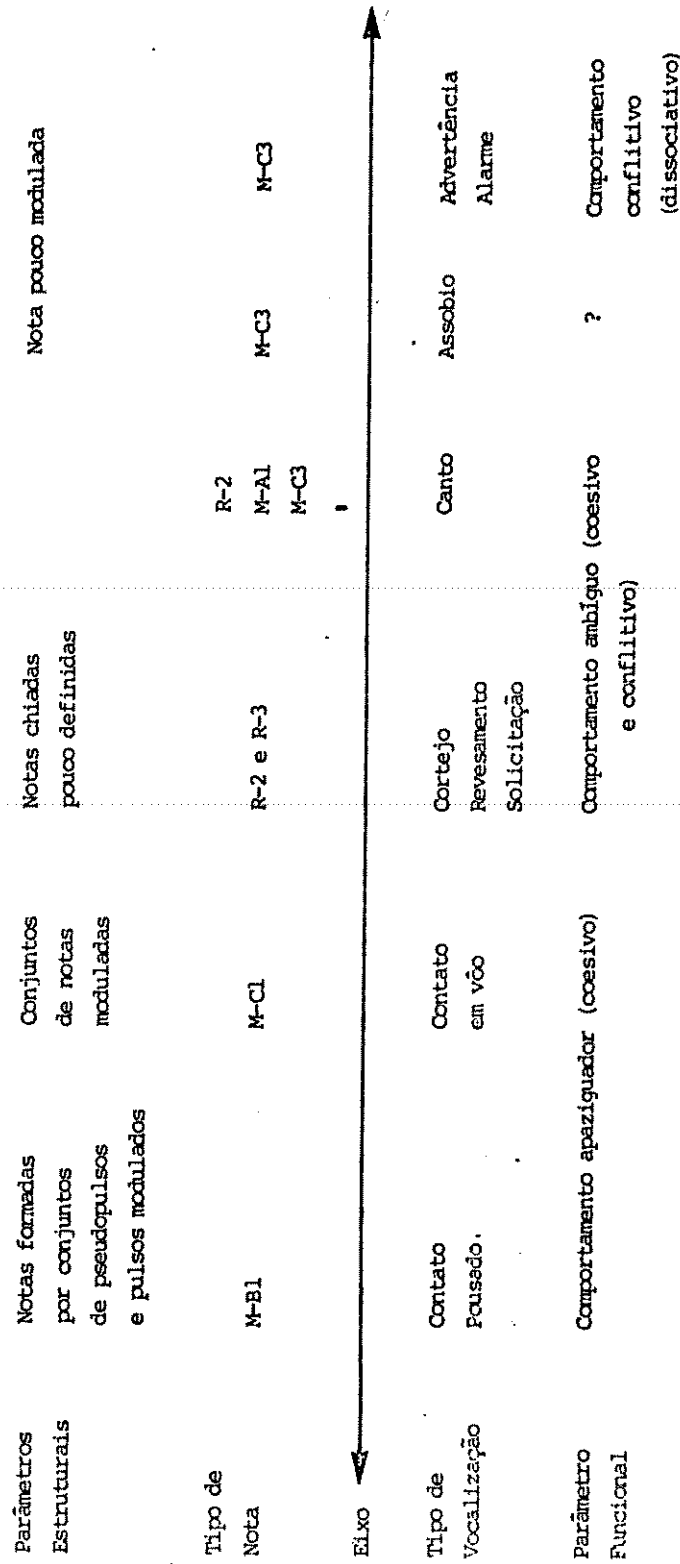 Parâmetros
Estruturais
Notas formadas
por conjuntos
de pseudopulsos
e pulsos modulados
Conjuntos
de notas
moduladas
Notas chiadas
pouco definidas
Nota pouco modulada
Tipo de
Nota
M-B1
M-C1
R-2 e R-3
R-2
M-A1
M-C3
M-C3
M-C3
Eixo
Tipo de
Vocalização
Contato
Pousado.
Contato
em vôo
Cortejo
Revesamento
Solicitação
Canto
Assobio
Advertência
Alarme
Parâmetro
Funcional
Comportamento apaziguador (coesivo)
Comportamento ambíguo (coesivo
e conflitivo)
?
Comportamento
conflitivo
(dissociativo)